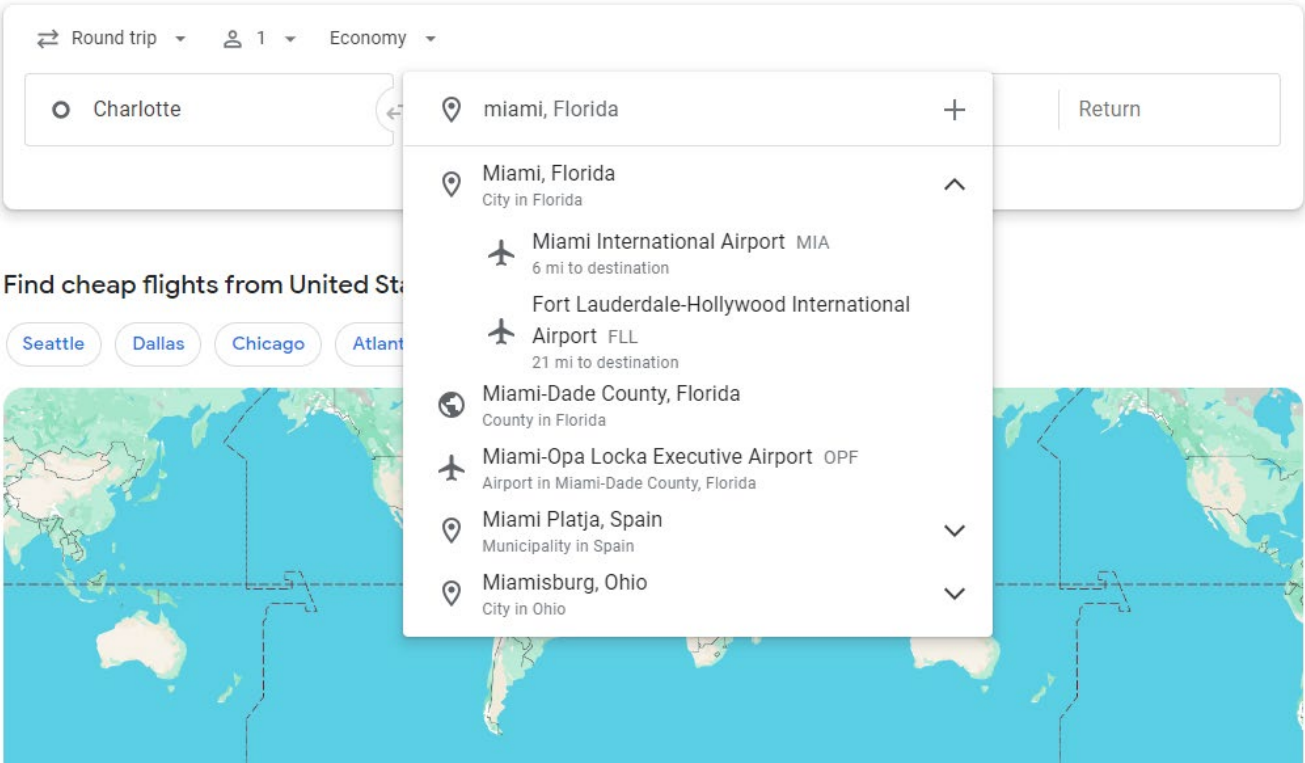 Round trip 1 Economy
Charlotte
miami, Florida
Return
Miami, Florida
City in Florida
Miami International Airport MIA
6 mi to destination
Fort Lauderdale-Hollywood International
Airport FLL
21 mi to destination
Miami-Dade County, Florida
County in Florida
Miami-Opa Locka Executive Airport OPF
Airport in Miami-Dade County, Florida
Miami Platja, Spain
Municipality in Spain
Miamisburg, Ohio
City in Ohio
Find cheap flights from United Sta
Seattle Dallas Chicago Atlant